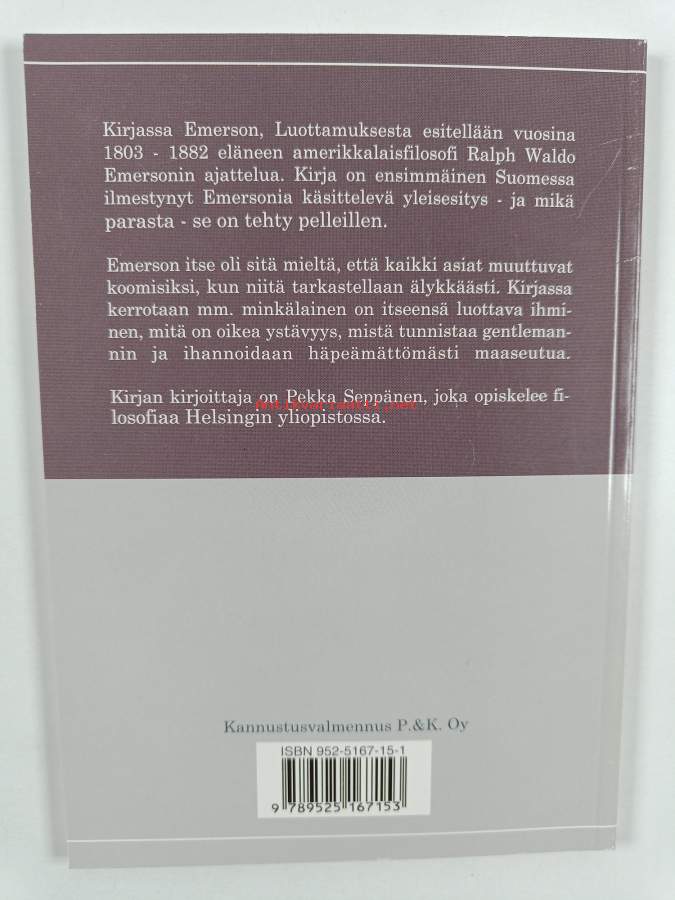 Kirjassa Emerson, Luottamuksesta esitellään vuosina
1803 - 1882 eläneen amerikkalaisfilosofi Ralph Waldo
Emersonin ajattelua. Kirja on ensimmäinen Suomessa
ilmestynyt Emersonia käsittelevä yleisesitys - ja mikä
parasta - se on tehty pelleillen.
Emerson itse oli sitä mieltä, että kaikki asiat muuttuvat
koomisiksi, kun niitä tarkastellaan älykkäästi. Kirjassa
kerrotaan mm. minkälainen on itseensä luottava ihmi-
nen, mitä on oikea ystävyys, mistä tunnistaa gentleman-
nin ja ihannoidaan häpeämättömästi maaseutua.
Kirjan kirjoittaja on Pekka Seppänen, joka opiskelee fi-
Antikvariaatti.net
losofiaa Helsingin yliopistossa.
Kannustusvalmennus P.&K. Oy
ISBN 952-5167-15-1
9 789525 167153